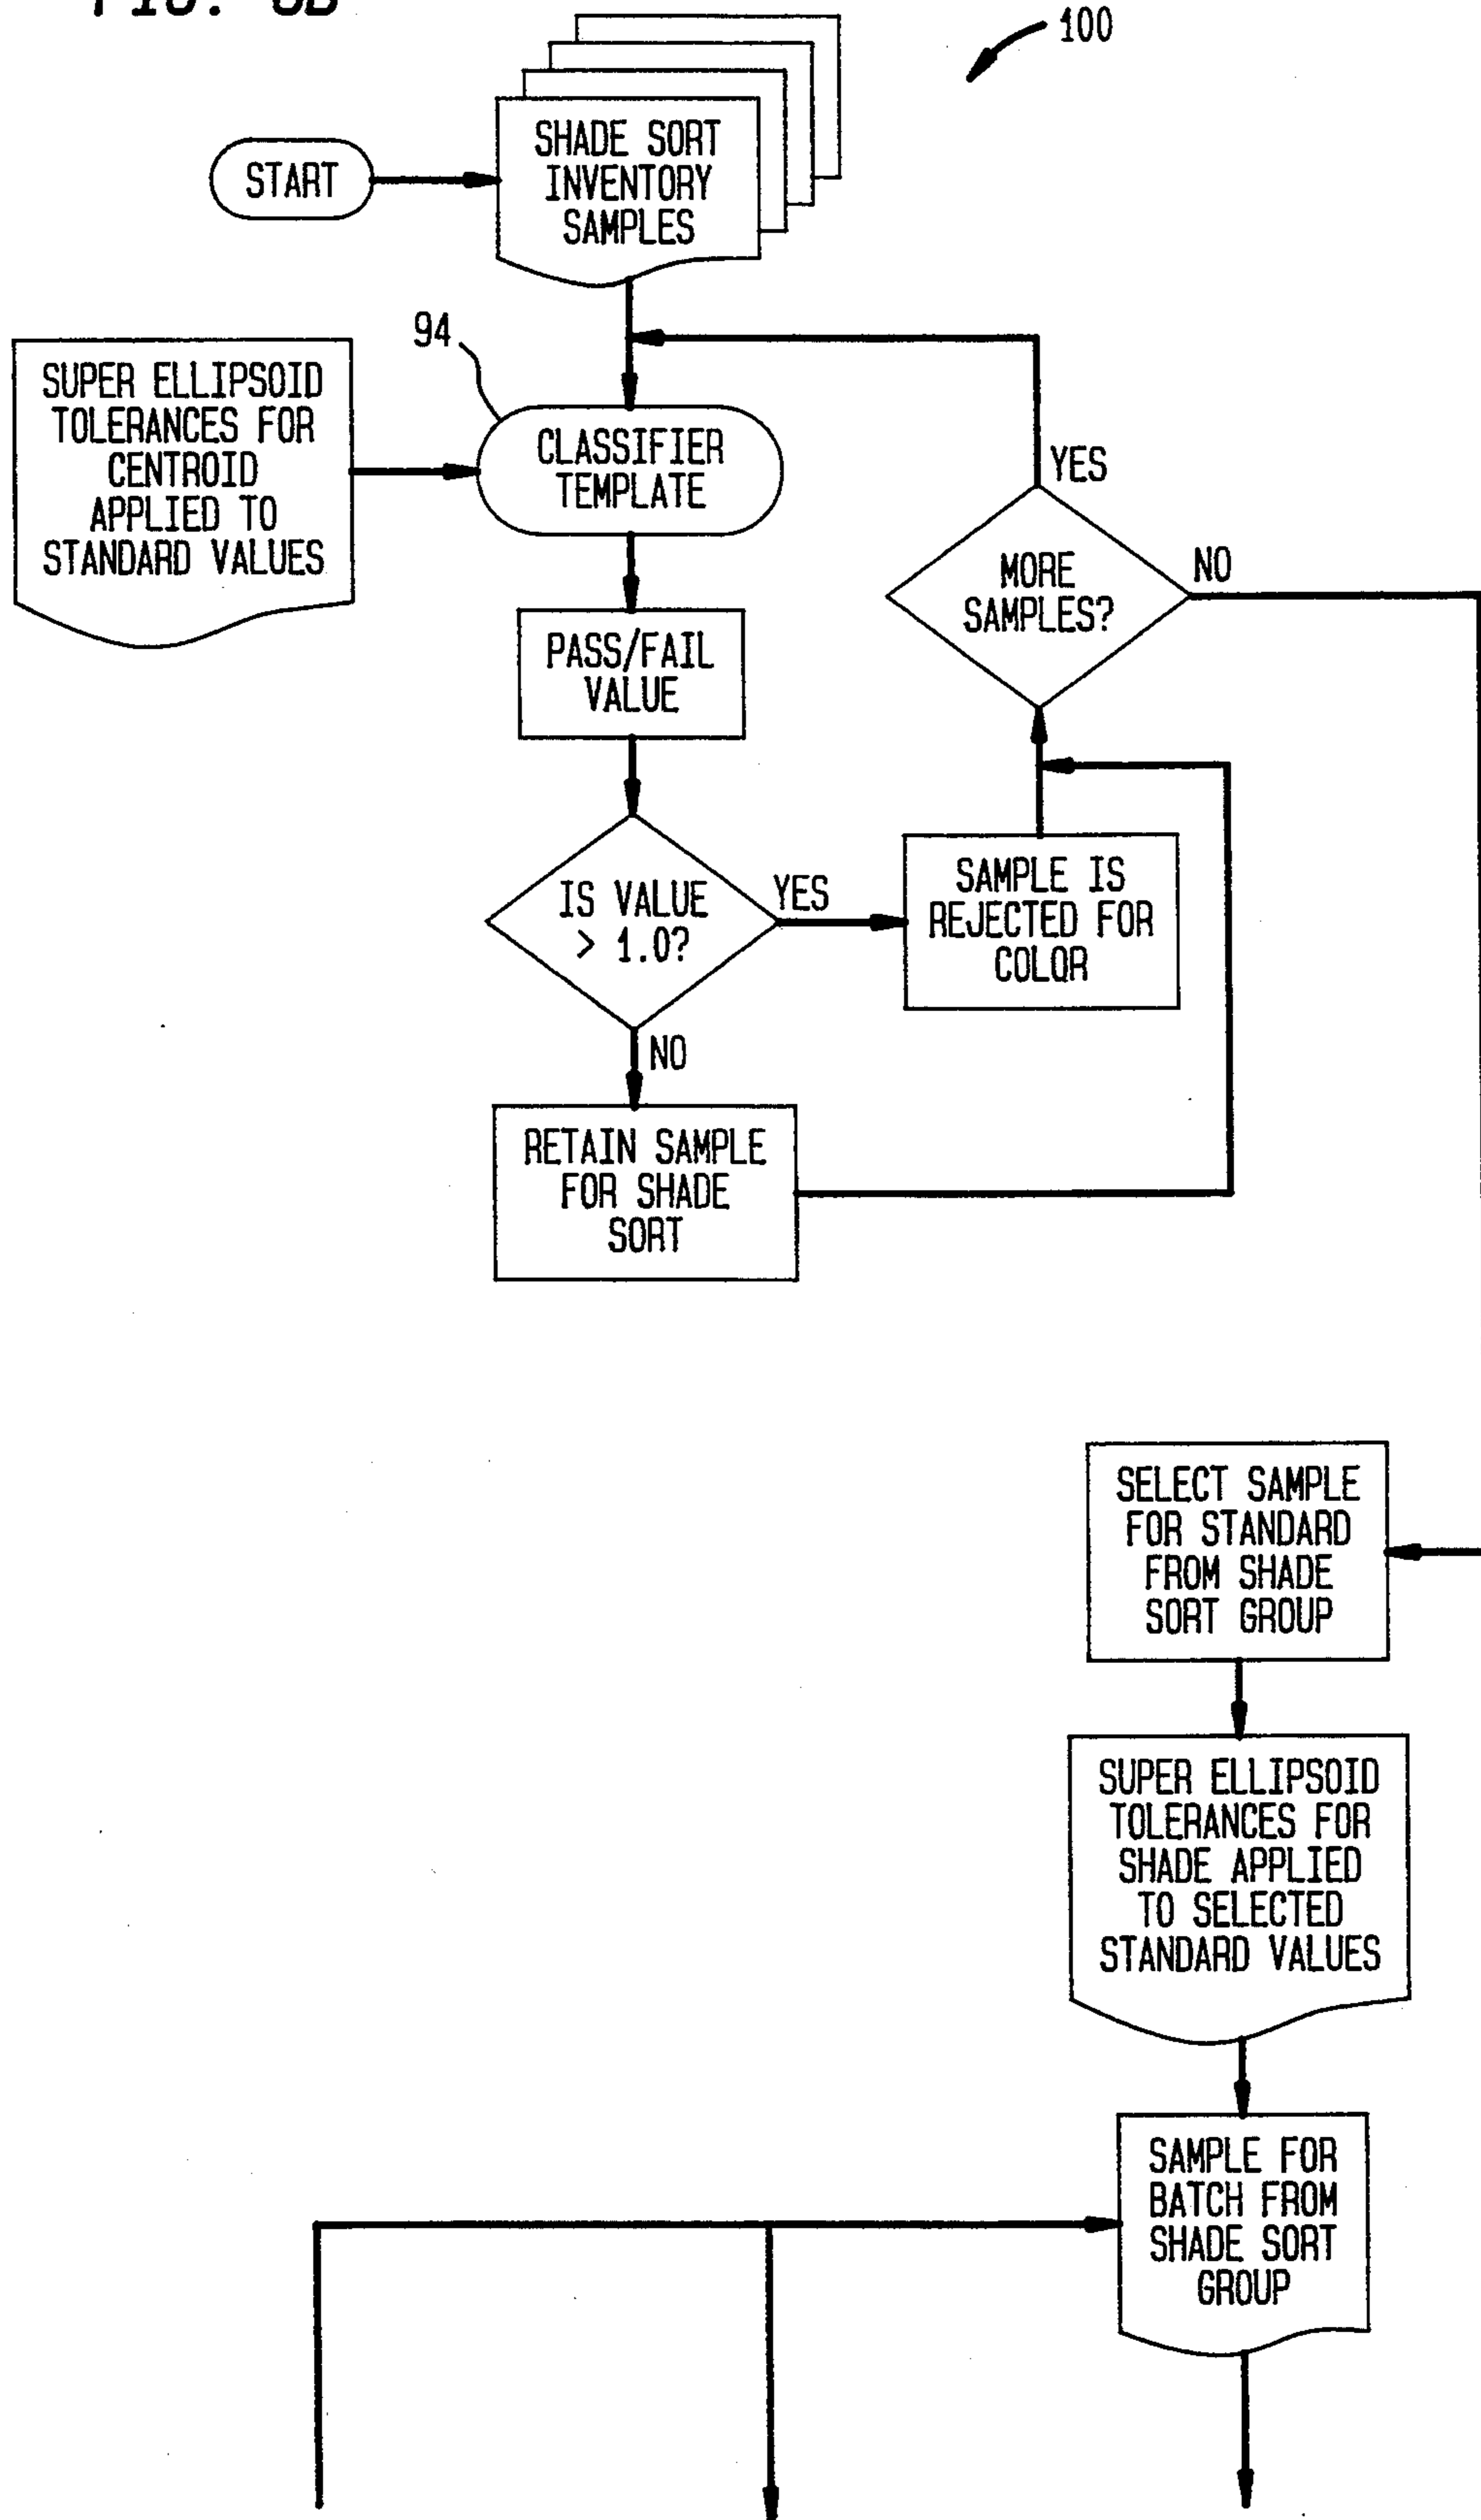 100
SHADE SORT
INVENTORY
SAMPLES
START
94
SUPER ELLIPSOID
TOLERANCES FOR
CENTROID
APPLIED TO
STANDARD VALUES
CLASSIFIER
TEMPLATE
YES
MORE
SAMPLES?
NO
PASS/FAIL
VALUE
IS VALUE
> 1.0?
YES
SAMPLE IS
REJECTED FOR
COLOR
NO
RETAIN SAMPLE
FOR SHADE
SORT
SELECT SAMPLE
FOR STANDARD
FROM SHADE
SORT GROUP
SUPER ELLIPSOID
TOLERANCES FOR
SHADE APPLIED
TO SELECTED
STANDARD VALUES
SAMPLE FOR
BATCH FROM
SHADE SORT
GROUP